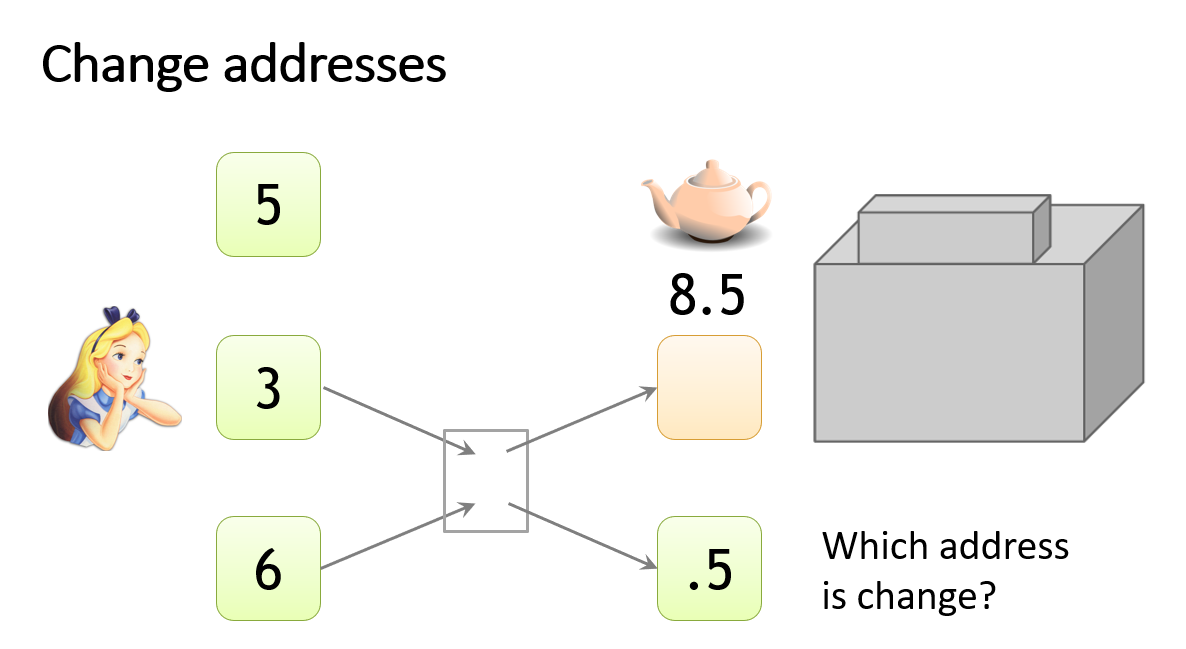 Change addresses
5
8.5
3
6
.5
Which address
is change?